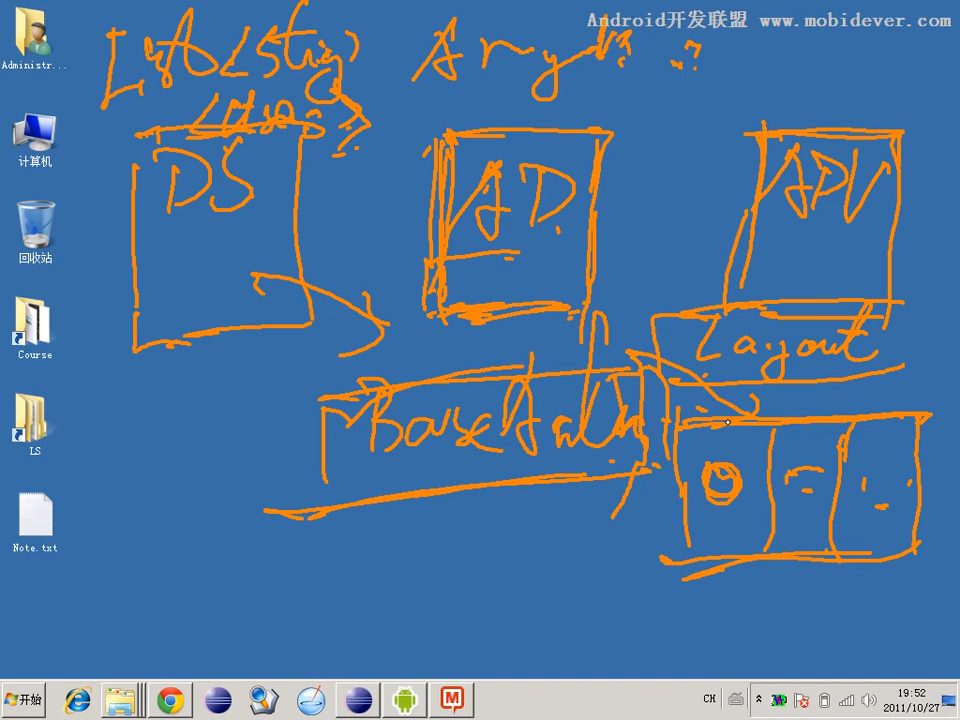 Android开发联盟 www.mobidever.com
Administr...
计算机
回收站
Course
LS
Note.txt
DS
AD
ADV
Layout
开始
CH
19:52
2011/10/27